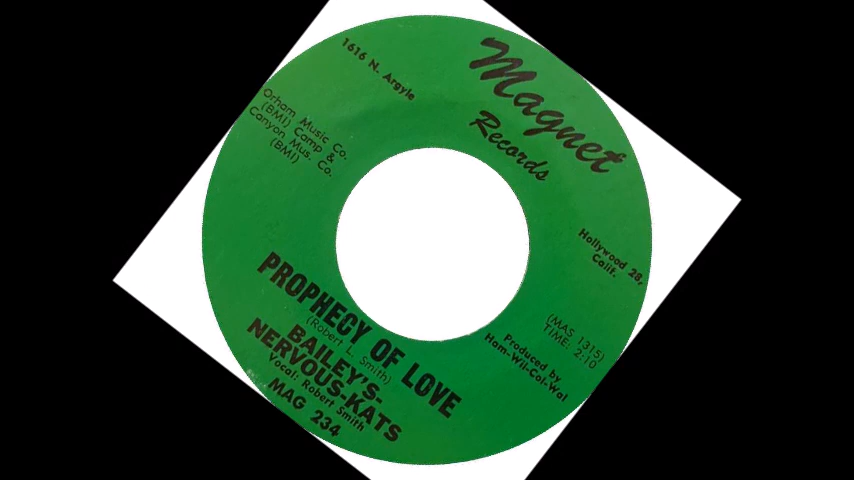 Magnet
Records
1616 N. Argyle
Hollywood 28,
Calif.
Orham Music Co.
(BMI) Camp &
Canyon Mus. Co.
(BMI)
(MAS 1315)
TIME: 2:10
Produced by
Ham-Wil-Col-Wal
PROPHECY OF LOVE
(Robert L. Smith)
BAILEY'S.
NERVOUS-KATS
Vocal: Robert Smith
MAG 234